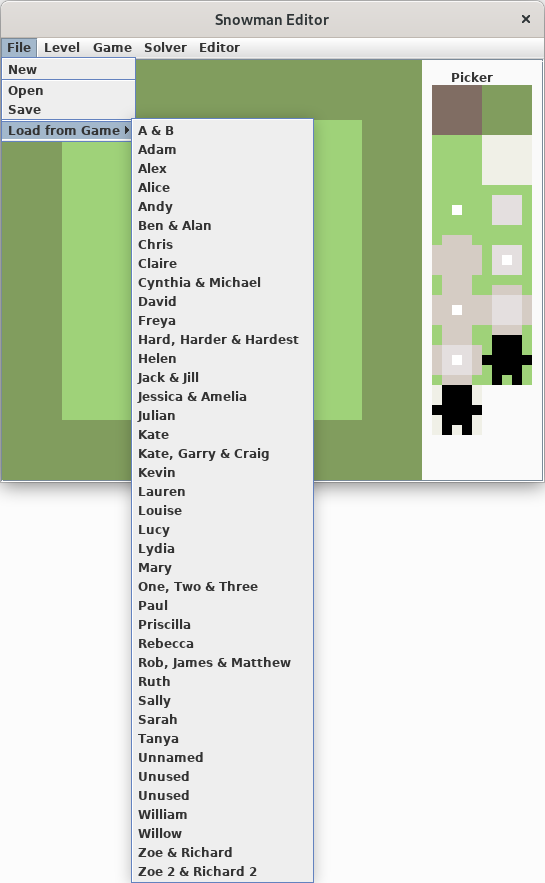 Snowman Editor
×
File Level Game Solver Editor
New
Open
Save
Load from Game
Picker
A & B
Adam
Alex
Alice
Andy
Ben & Alan
Chris
Claire
Cynthia & Michael
David
Freya
Hard, Harder & Hardest
Helen
Jack & Jill
Jessica & Amelia
Julian
Kate
Kate, Garry & Craig
Kevin
Lauren
Louise
Lucy
Lydia
Mary
One, Two & Three
Paul
Priscilla
Rebecca
Rob, James & Matthew
Ruth
Sally
Sarah
Tanya
Unnamed
Unused
Unused
William
Willow
Zoe & Richard
Zoe 2 & Richard 2